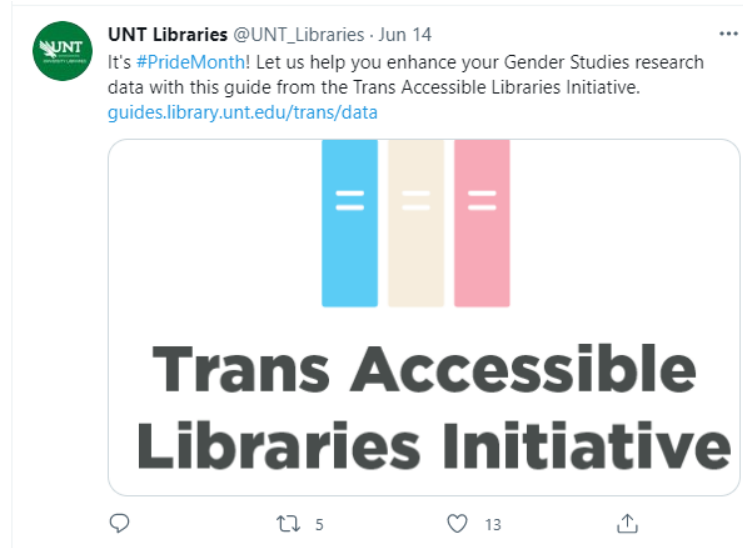 UNT
UNT Libraries @UNT_Libraries · Jun 14
It's #PrideMonth! Let us help you enhance your Gender Studies research
data with this guide from the Trans Accessible Libraries Initiative.
guides.library.unt.edu/trans/data
Trans Accessible
Libraries Initiative
5 13